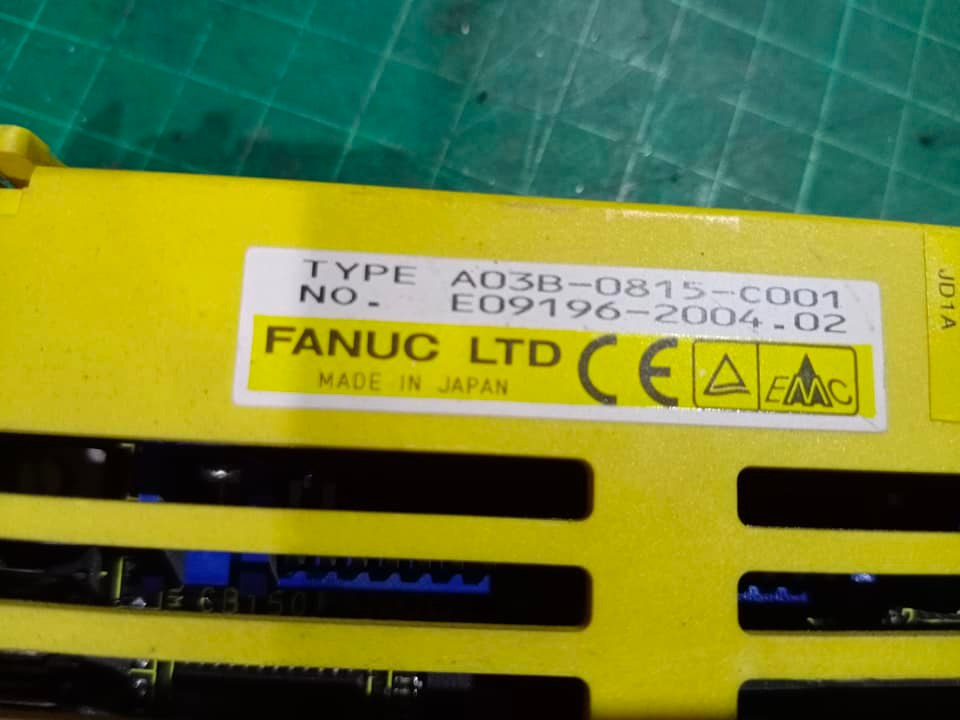 TYPE A03B-0815-C001
NO. E09196-2004.02
FANUC LTD CE EMC
MADE IN JAPAN
JD1A
CB150